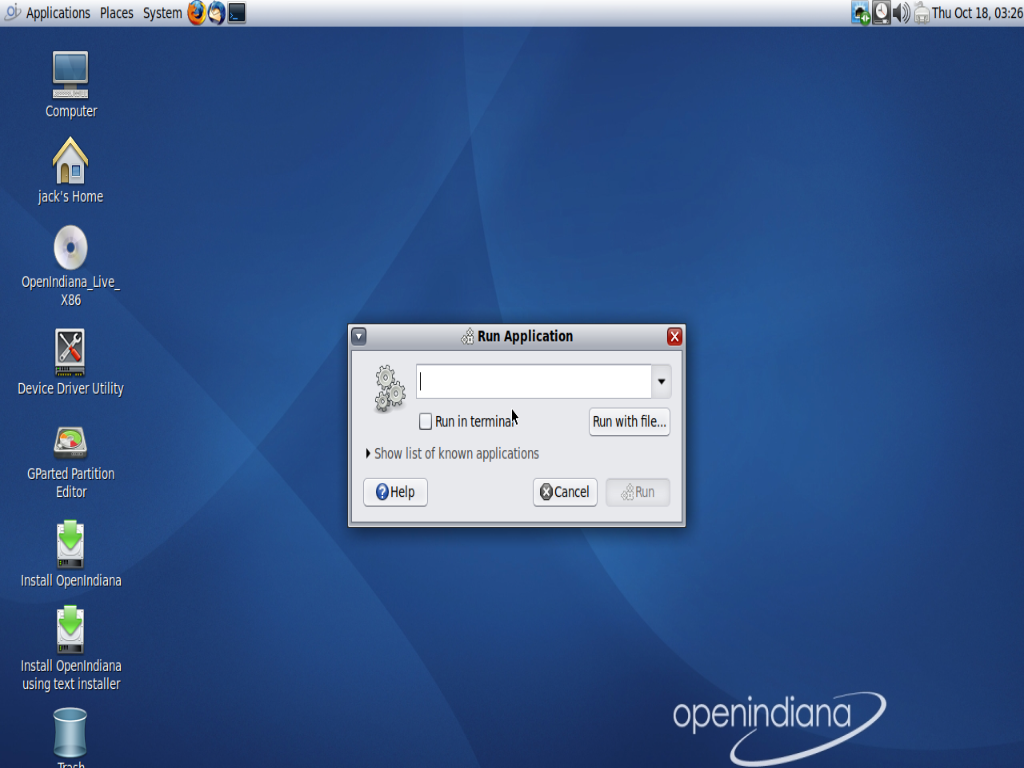 Applications Places System
Thu Oct 18, 03:26
Computer
jack's Home
OpenIndiana_Live_
X86
Device Driver Utility
GParted Partition
Editor
Install OpenIndiana
Install OpenIndiana
using text installer
Trash
Run Application
Run in terminal
Run with file...
Show list of known applications
Help
Cancel
Run
openindiana